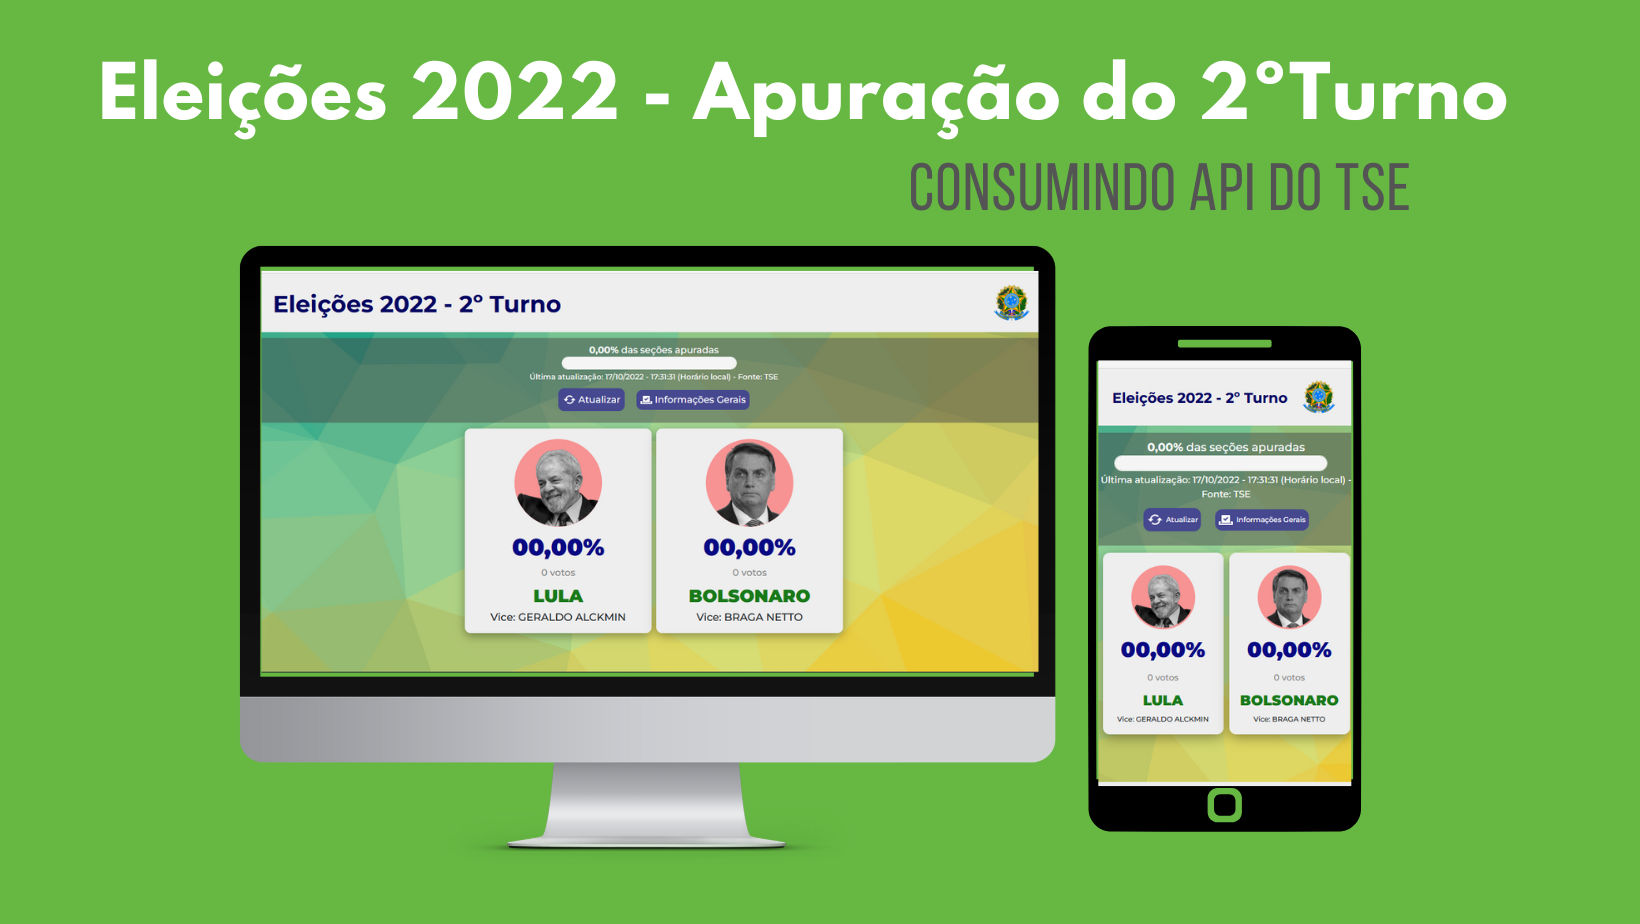 Eleições 2022 - Apuração do 2ºTurno
CONSUMINDO API DO TSE
Eleições 2022 - 2º Turno
0,00% das seções apuradas
Última atualização: 17/10/2022 - 17:31:31 (Horário local) - Fonte: TSE
Atualizar
Informações Gerais
00,00%
0 votos
LULA
Vice: GERALDO ALCKMIN
00,00%
0 votos
BOLSONARO
Vice: BRAGA NETTO
Eleições 2022 - 2º Turno
0,00% das seções apuradas
Última atualização: 17/10/2022 - 17:31:31 (Horário local) -
Fonte: TSE
Atualizar
Informações Gerais
00,00%
0 votos
LULA
Vice: GERALDO ALCKMIN
00,00%
0 votos
BOLSONARO
Vice: BRAGA NETTO